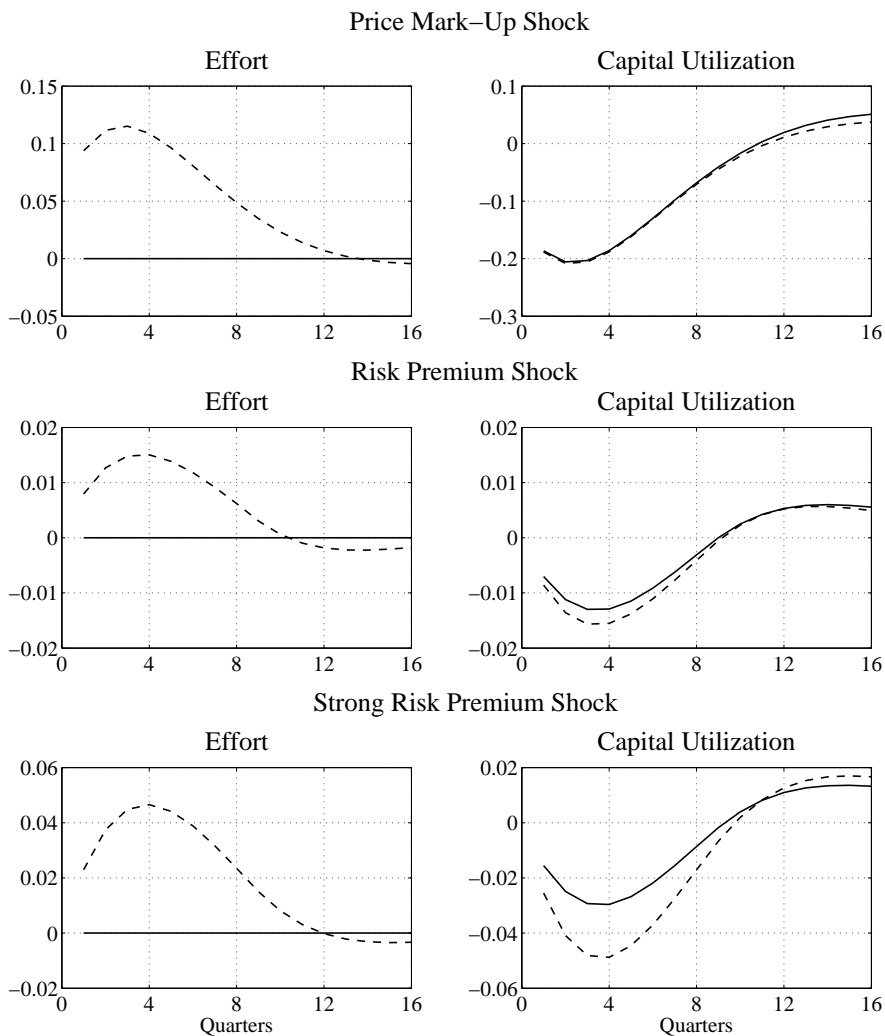 Price Mark−Up Shock
Effort Capital Utilization
0.15 0.1
0.1 0
0.05 −0.1
0 −0.2
−0.05 −0.3
0 4 8 12 16 0 4 8 12 16
Risk Premium Shock
Effort Capital Utilization
0.02 0.02
0.01 0.01
0 0
−0.01 −0.01
−0.02 −0.02
0 4 8 12 16 0 4 8 12 16
Strong Risk Premium Shock
Effort Capital Utilization
0.06 0.02
0.04 0
0.02 −0.02
0 −0.04
−0.02 −0.06
0 4 8 12 16 0 4 8 12 16
Quarters Quarters